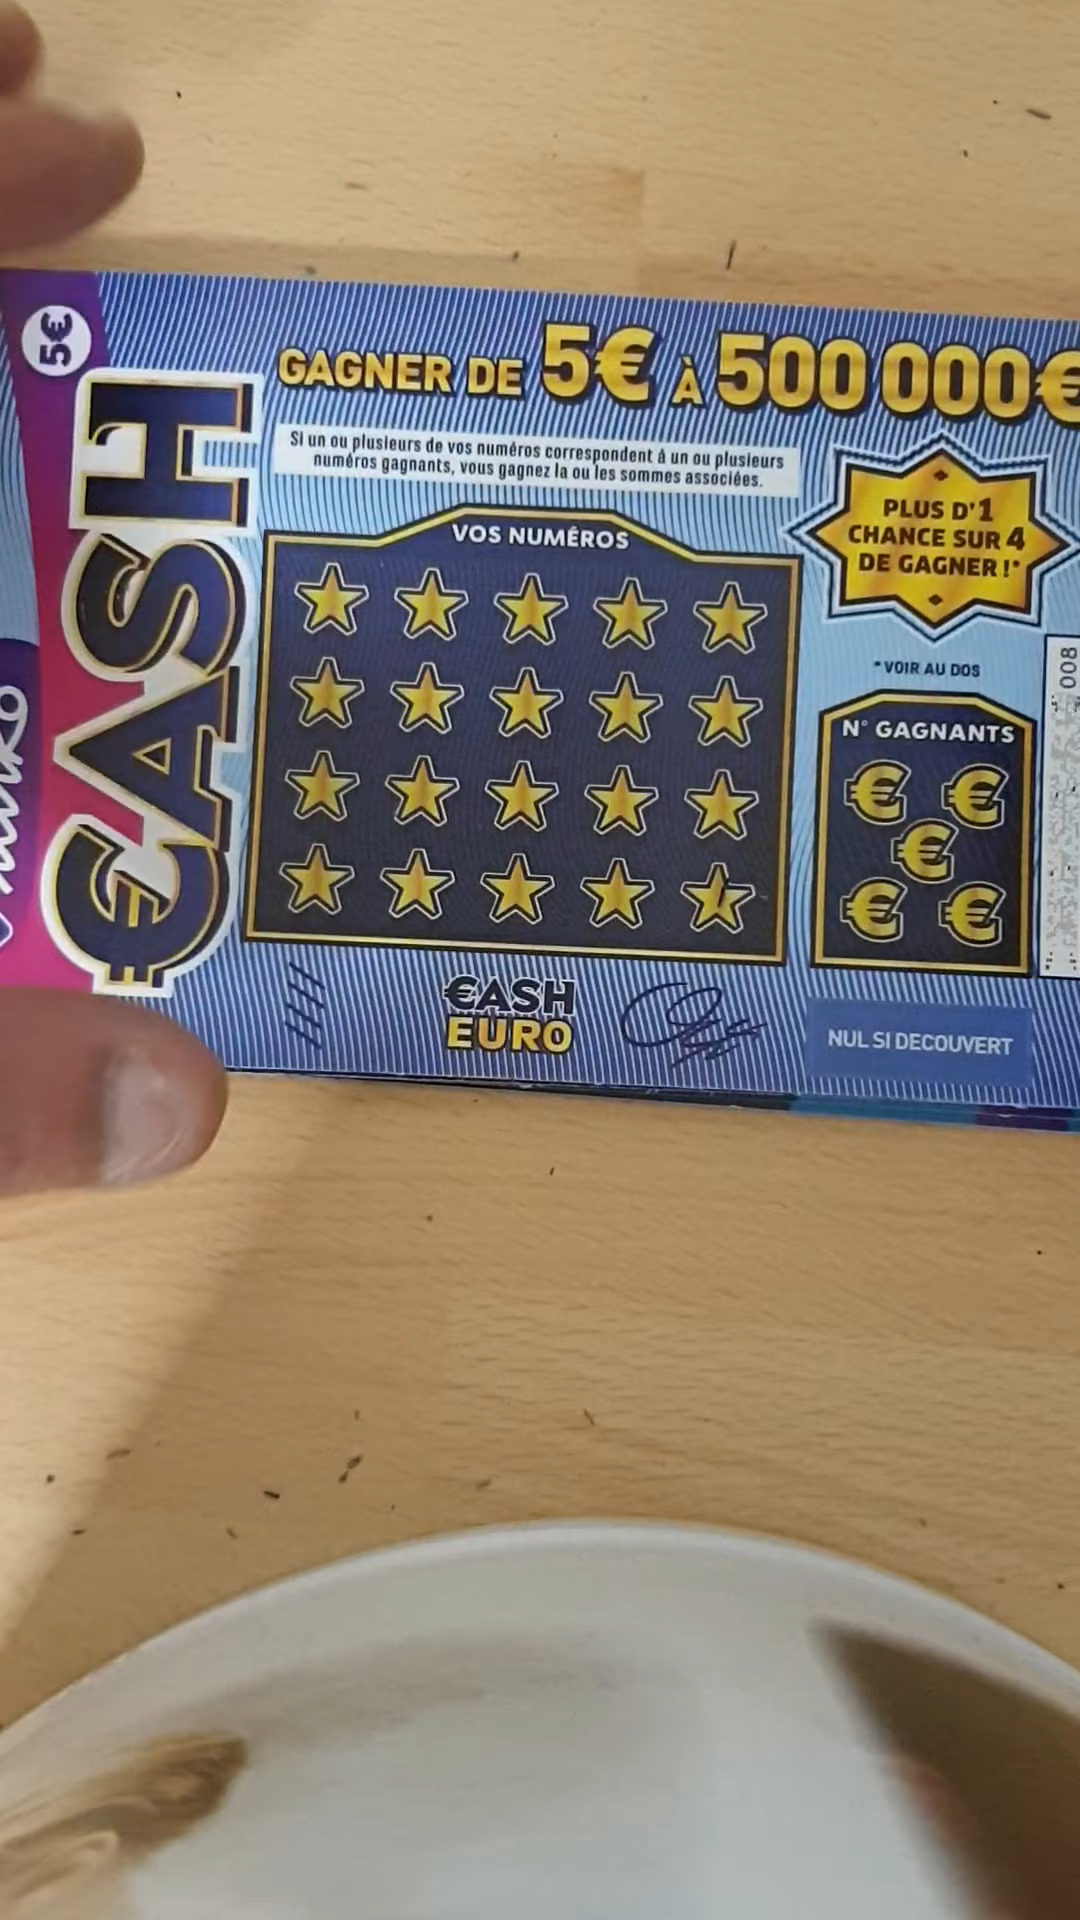 5€
€ASH
GAGNER DE 5€ À 500 000€
Si un ou plusieurs de vos numéros correspondent à un ou plusieurs
numéros gagnants, vous gagnez la ou les sommes associées.
VOS NUMÉROS
PLUS D'1
CHANCE SUR 4
DE GAGNER !*
*VOIR AU DOS
N° GAGNANTS
€ €
€
€ €
008
€ASH
EURO
NUL SI DECOUVERT